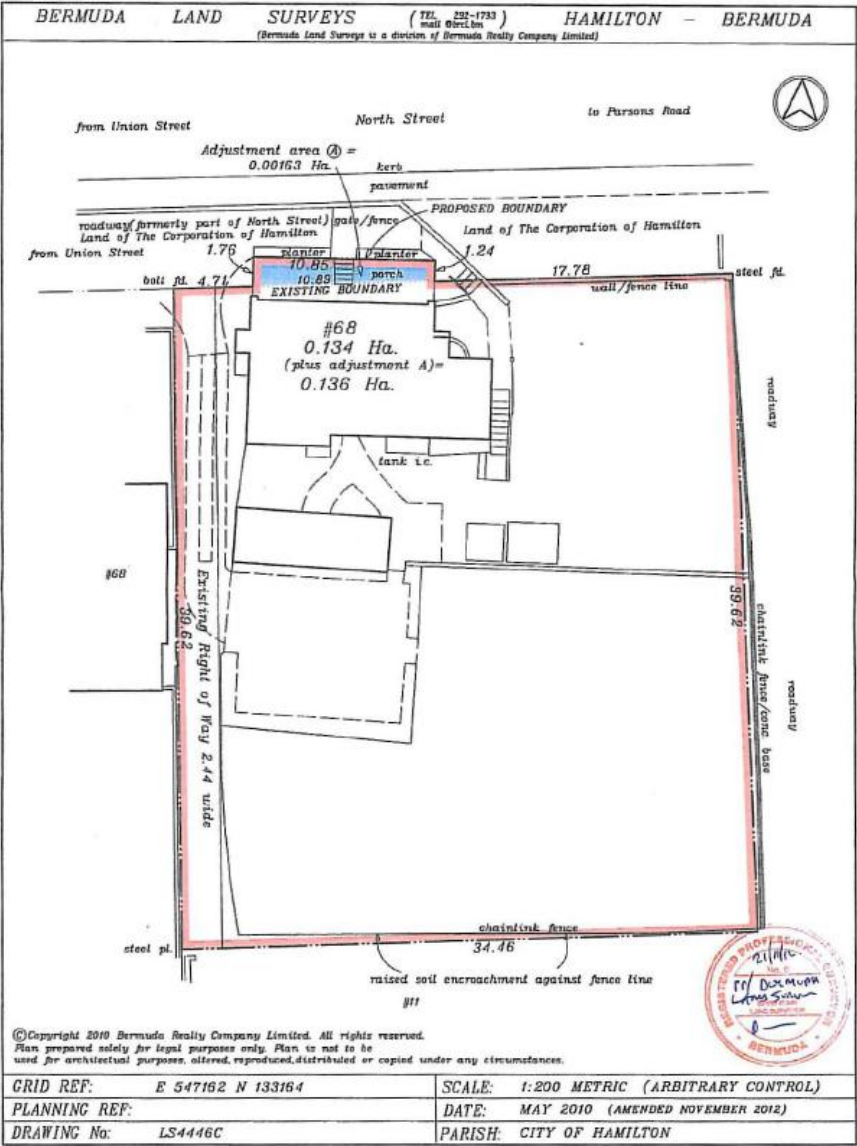 BERMUDA LAND SURVEYS ( TEL. 292-1793 ) HAMILTON – BERMUDA
mail @brcl.bm
(Bermuda Land Surveys is a division of Bermuda Realty Company Limited)
from Union Street
North Street
to Parsons Road
Adjustment area Ⓐ =
0.00163 Ha.
kerb
pavement
PROPOSED BOUNDARY
roadway(formerly part of North Street)
gate/fence
Land of The Corporation of Hamilton
Land of The Corporation of Hamilton
from Union Street
1.76
planter
planter
1.24
10.85
porch
10.89
EXISTING BOUNDARY
bolt fd.
4.71
17.78
steel fd.
wall/fence line
#68
0.134 Ha.
(plus adjustment A)=
0.136 Ha.
roadway
tank i.c.
#68
39.62
Existing Right of Way 2.44 wide
39.62
chainlink fence/conc base
roadway
chainlink fence
steel pl.
34.46
raised soil encroachment against fence line
#11
REGISTERED PROFESSIONAL SURVEYOR
BERMUDA
©Copyright 2010 Bermuda Realty Company Limited. All rights reserved.
Plan prepared solely for legal purposes only. Plan is not to be
used for architectual purposes, altered, reproduced,distributed or copied under any circumstances.
GRID REF: E 547162 N 133164
SCALE: 1:200 METRIC (ARBITRARY CONTROL)
PLANNING REF:
DATE: MAY 2010 (AMENDED NOVEMBER 2012)
DRAWING No: LS4446C
PARISH: CITY OF HAMILTON